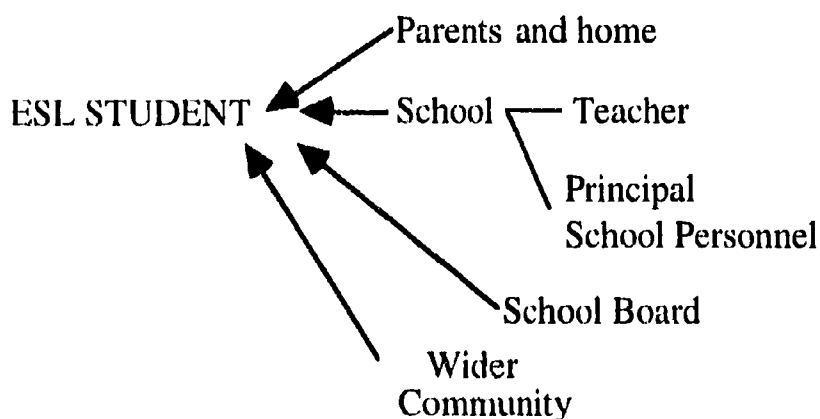 Parents and home
ESL STUDENT
School
Teacher
Principal
School Personnel
School Board
Wider
Community